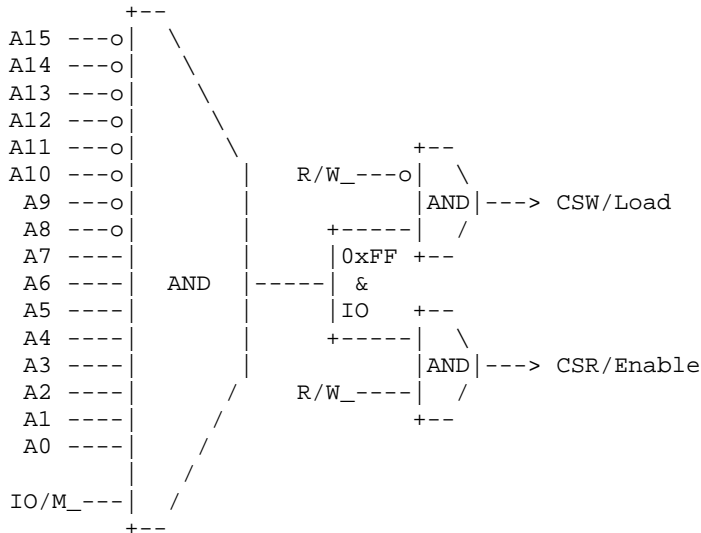 +--
A15 ---o|  \
A14 ---o|   \
A13 ---o|    \
A12 ---o|     \
A11 ---o|      \              +--
A10 ---o|       |   R/W_---o|  \
 A9 ---o|       |           |AND|---> CSW/Load
 A8 ---o|       |     +-----|  /
 A7 ----|       |     |0xFF +--
 A6 ----|  AND  |-----| &
 A5 ----|       |     |IO   +--
 A4 ----|       |     +-----|  \
 A3 ----|       |           |AND|---> CSR/Enable
 A2 ----|      /    R/W_----|  /
 A1 ----|     /             +--
 A0 ----|    /
        |   /
IO/M_---|  /
        +--